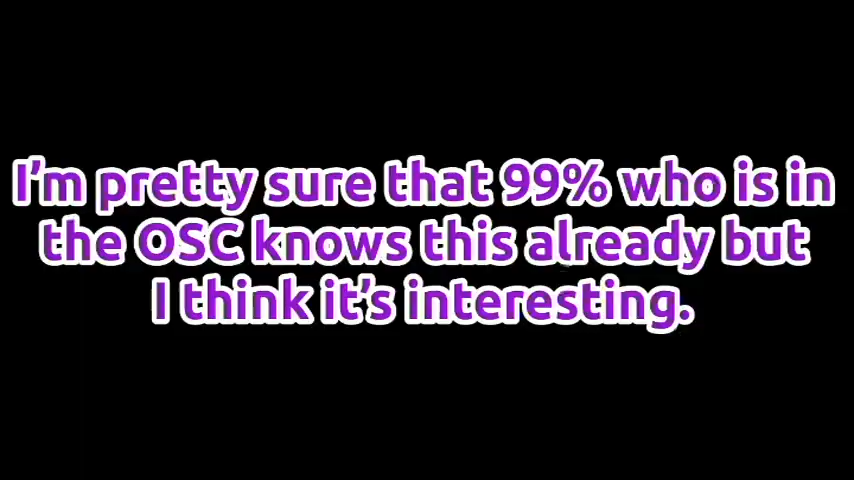 I’m pretty sure that 99% who is in
the OSC knows this already but
I think it’s interesting.